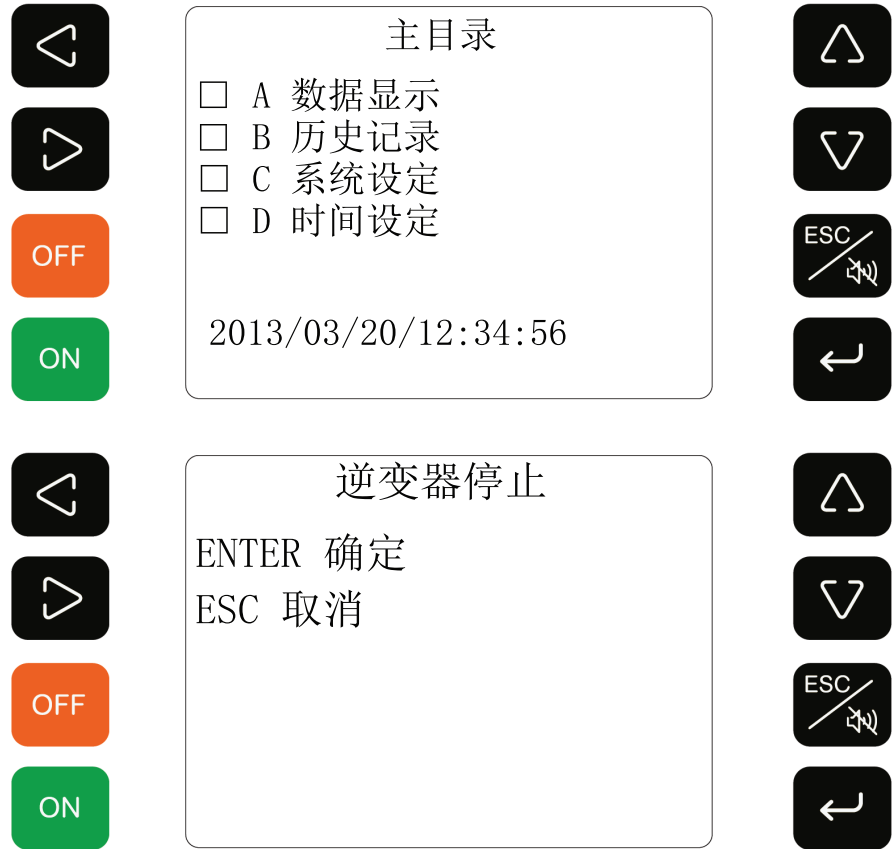 主目录
□ A 数据显示
□ B 历史记录
□ C 系统设定
□ D 时间设定
2013/03/20/12:34:56
OFF
ON
ESC
逆变器停止
ENTER 确定
ESC 取消
OFF
ON
ESC